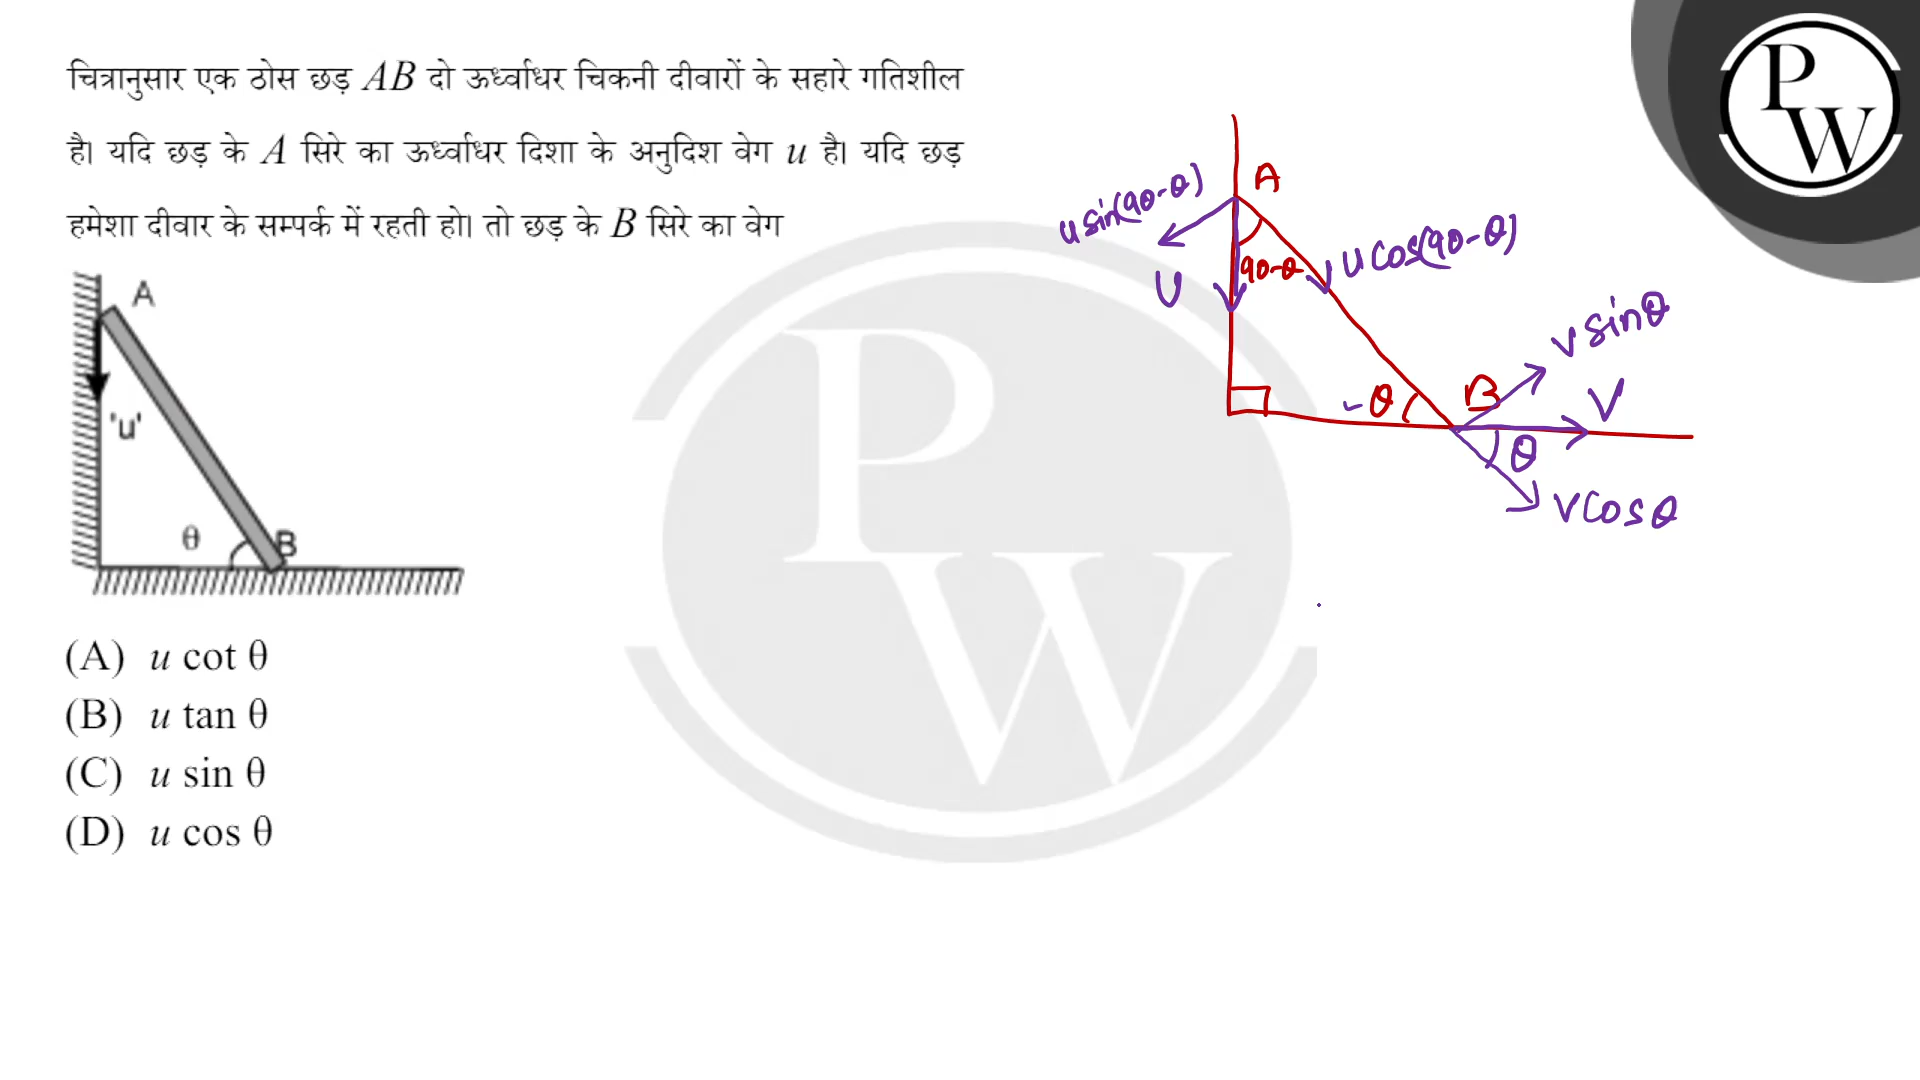 चित्रानुसार एक ठोस छड़ AB दो ऊर्ध्वाधर चिकनी दीवारों के सहारे गतिशील
है। यदि छड़ के A सिरे का ऊर्ध्वाधर दिशा के अनुदिश वेग u है। यदि छड़
हमेशा दीवार के सम्पर्क में रहती हो। तो छड़ के B सिरे का वेग
A
'u'
θ
B
(A) u cot θ
(B) u tan θ
(C) u sin θ
(D) u cos θ
A
u sin(90-θ)
u cos(90-θ)
90-θ
U
v sinθ
B
V
θ
θ
v cosθ
P
W
P
W